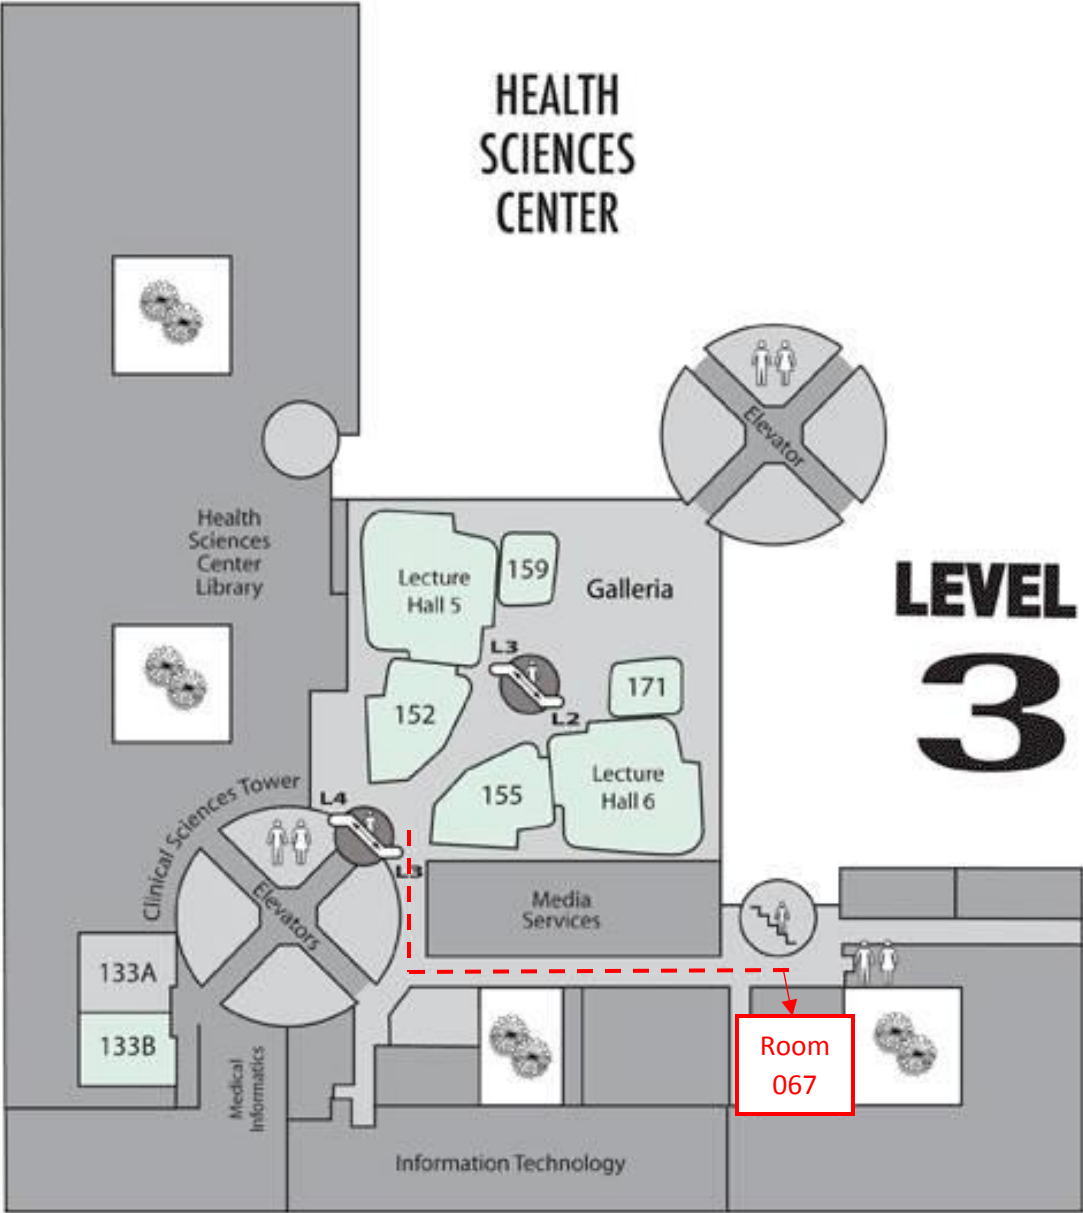 HEALTH
SCIENCES
CENTER
Elevator
Health
Sciences
Center
Library
Lecture
Hall 5
159
Galleria
LEVEL
3
L3
L2
171
152
155
Lecture
Hall 6
Clinical Sciences Tower
L4
L3
Elevators
Media
Services
133A
133B
Medical
Informatics
Room
067
Information Technology